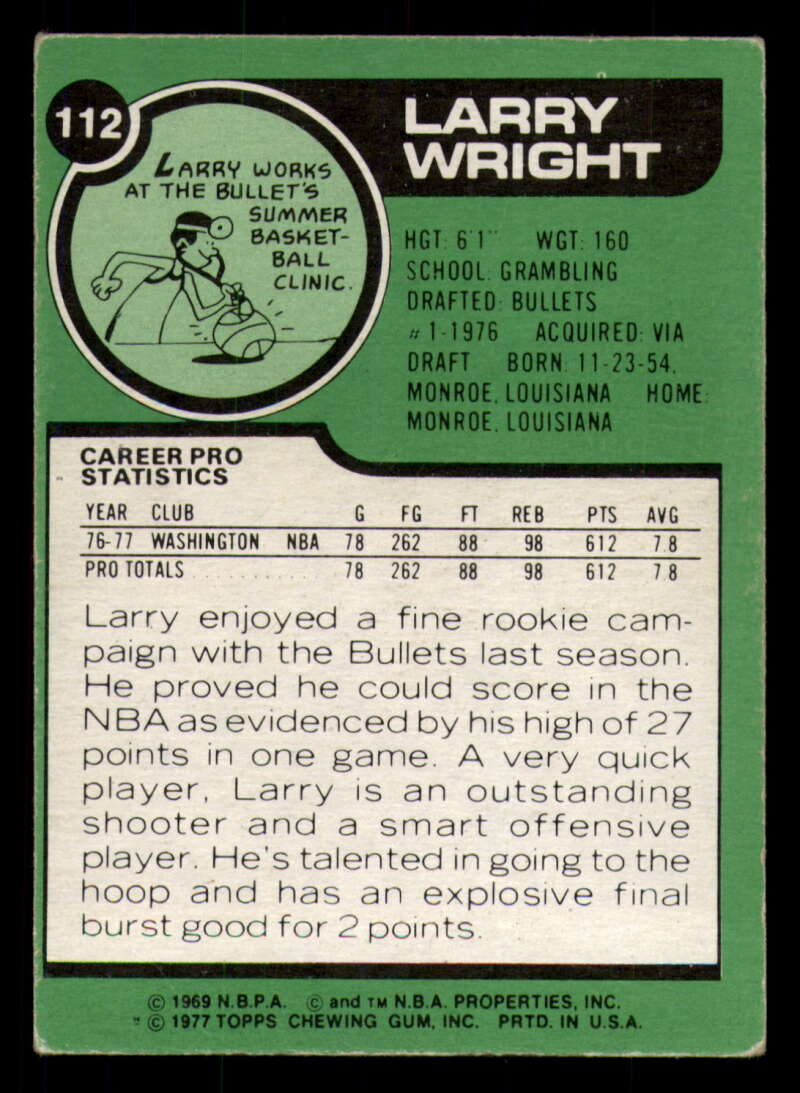 112
LARRY WORKS
AT THE BULLET'S
SUMMER
BASKET-
BALL
CLINIC.
LARRY
WRIGHT
HGT: 6'1" WGT: 160
SCHOOL: GRAMBLING
DRAFTED: BULLETS
#1-1976 ACQUIRED: VIA
DRAFT BORN: 11-23-54,
MONROE, LOUISIANA HOME:
MONROE, LOUISIANA
CAREER PRO
STATISTICS
YEAR CLUB G FG FT REB PTS AVG
76-77 WASHINGTON NBA 78 262 88 98 612 7.8
PRO TOTALS . . . . . . . . . . 78 262 88 98 612 7.8
Larry enjoyed a fine rookie cam-
paign with the Bullets last season.
He proved he could score in the
NBA as evidenced by his high of 27
points in one game. A very quick
player, Larry is an outstanding
shooter and a smart offensive
player. He's talented in going to the
hoop and has an explosive final
burst good for 2 points.
© 1969 N.B.P.A. © and TM N.B.A. PROPERTIES, INC.
** © 1977 TOPPS CHEWING GUM, INC. PRTD. IN U.S.A.